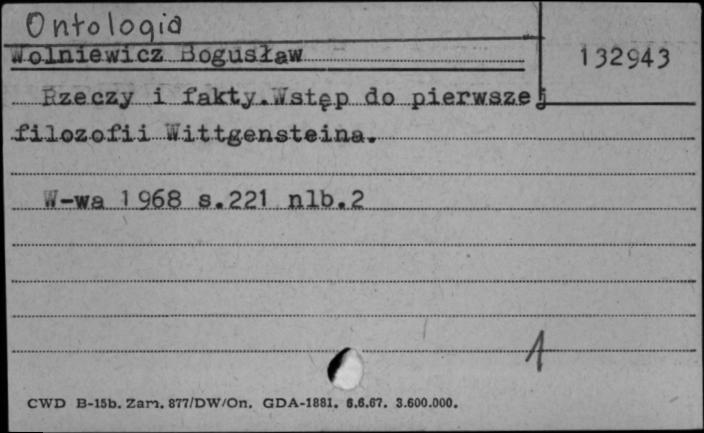 Ontologia
Wolniewicz Bogusław
132943
Rzeczy i fakty.Wstęp do pierwszej
filozofii Wittgensteina.
W-wa 1968 s.221 nlb.2
1
CWD B-15b. Zam. 877/DW/On. GDA-1881. 6.6.67. 3.600.000.